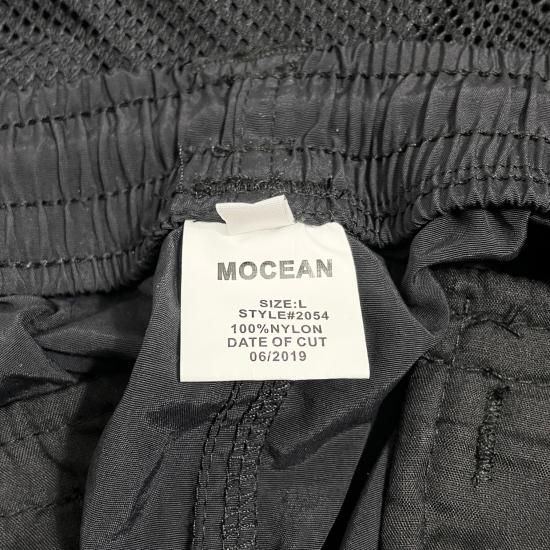 MOCEAN
SIZE:L
STYLE#2054
100%NYLON
DATE OF CUT
06/2019